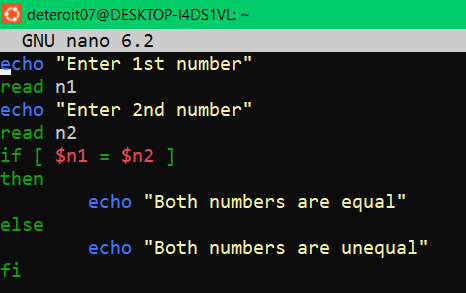 deteroit07@DESKTOP-I4DS1VL: ~
GNU nano 6.2
echo "Enter 1st number"
read n1
echo "Enter 2nd number"
read n2
if [ $n1 = $n2 ]
then
        echo "Both numbers are equal"
else
        echo "Both numbers are unequal"
fi